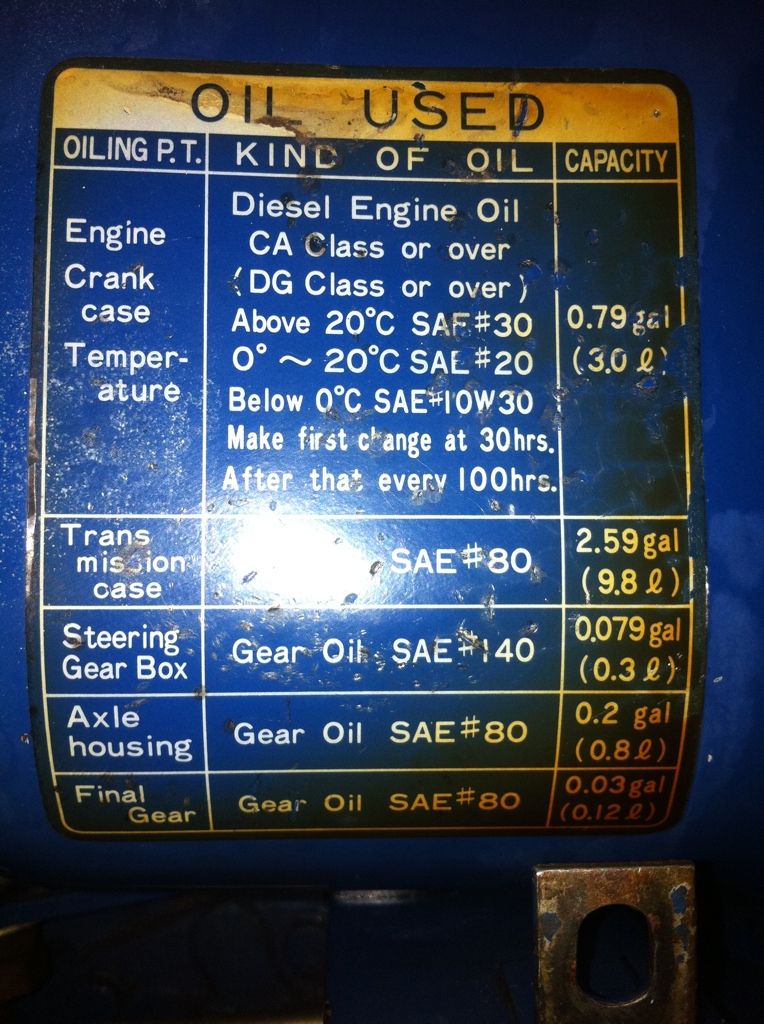 OIL USED
OILING P.T. KIND OF OIL CAPACITY
Engine
Crank
case
Temper-
ature
Diesel Engine Oil
CA Class or over
(DG Class or over)
Above 20°C SAE#30
0° ~ 20°C SAE#20
Below 0°C SAE#10W30
Make first change at 30hrs.
After that every 100hrs.
0.79 gal
(3.0 ℓ)
Trans
mission
case
SAE#80
2.59 gal
(9.8 ℓ)
Steering
Gear Box
Gear Oil SAE#140
0.079 gal
(0.3 ℓ)
Axle
housing
Gear Oil SAE#80
0.2 gal
(0.8 ℓ)
Final
Gear
Gear Oil SAE#80
0.03 gal
(0.12 ℓ)